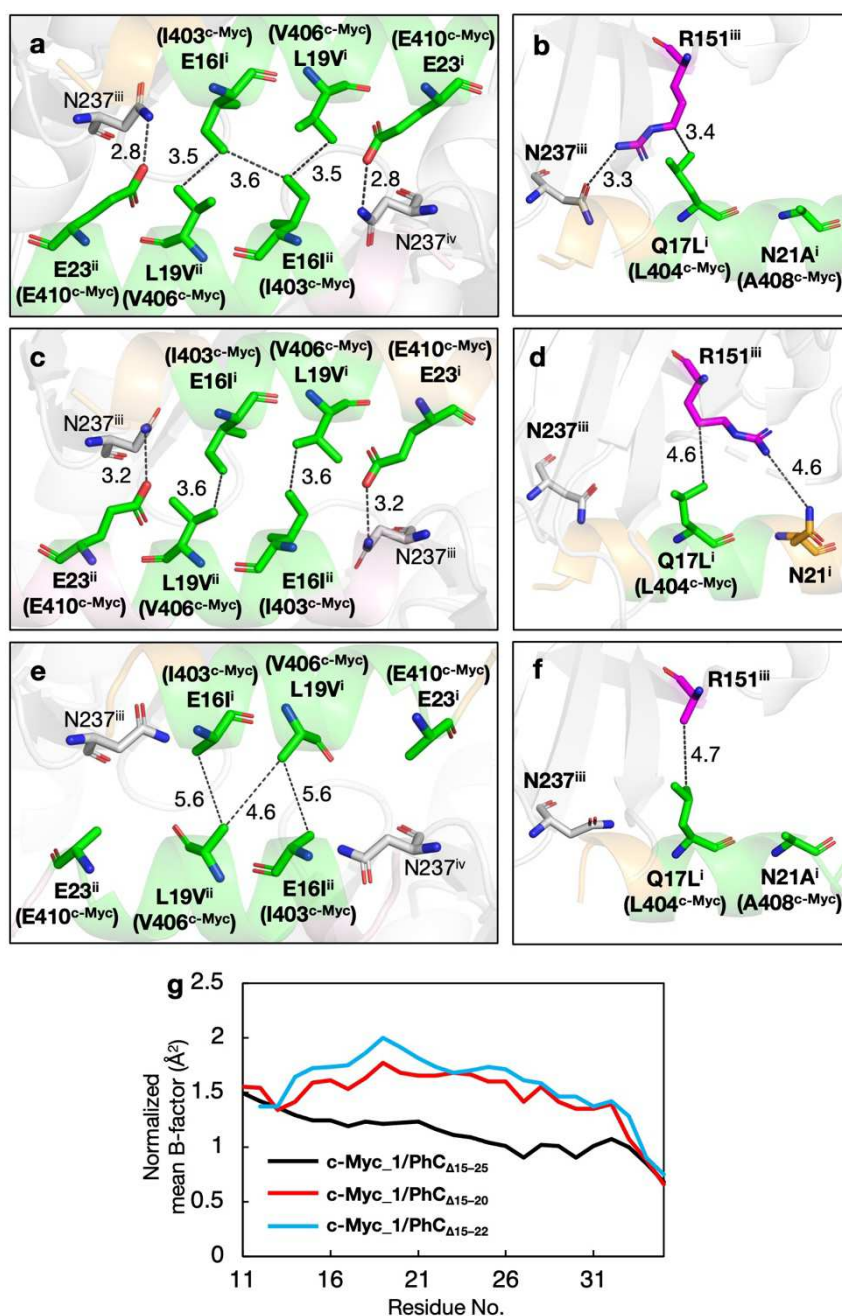 a
(I403c-Myc) (V406c-Myc) (E410c-Myc)
E16Ii L19Vi E23i
N237iii
2.8
3.5
3.6
3.5
2.8
N237iv
E23ii L19Vii E16Iii
(E410c-Myc) (V406c-Myc) (I403c-Myc)
b
R151iii
N237iii
3.4
3.3
Q17Li N21Ai
(L404c-Myc) (A408c-Myc)
c
(I403c-Myc) (V406c-Myc) (E410c-Myc)
E16Ii L19Vi E23i
N237iii
3.2
3.6
3.6
3.2
N237iii
E23ii L19Vii E16Iii
(E410c-Myc) (V406c-Myc) (I403c-Myc)
d
R151iii
N237iii
4.6
4.6
Q17Li N21i
(L404c-Myc)
e
(I403c-Myc) (V406c-Myc) (E410c-Myc)
E16Ii L19Vi E23i
N237iii
5.6
4.6
5.6
N237iv
E23ii L19Vii E16Iii
(E410c-Myc) (V406c-Myc) (I403c-Myc)
f
R151iii
N237iii
4.7
Q17Li N21Ai
(L404c-Myc) (A408c-Myc)
g
Normalized
mean B-factor (Å²)
2.5
2
1.5
1
0.5
0
c-Myc_1/PhCΔ15–25
c-Myc_1/PhCΔ15–20
c-Myc_1/PhCΔ15–22
11 16 21 26 31
Residue No.